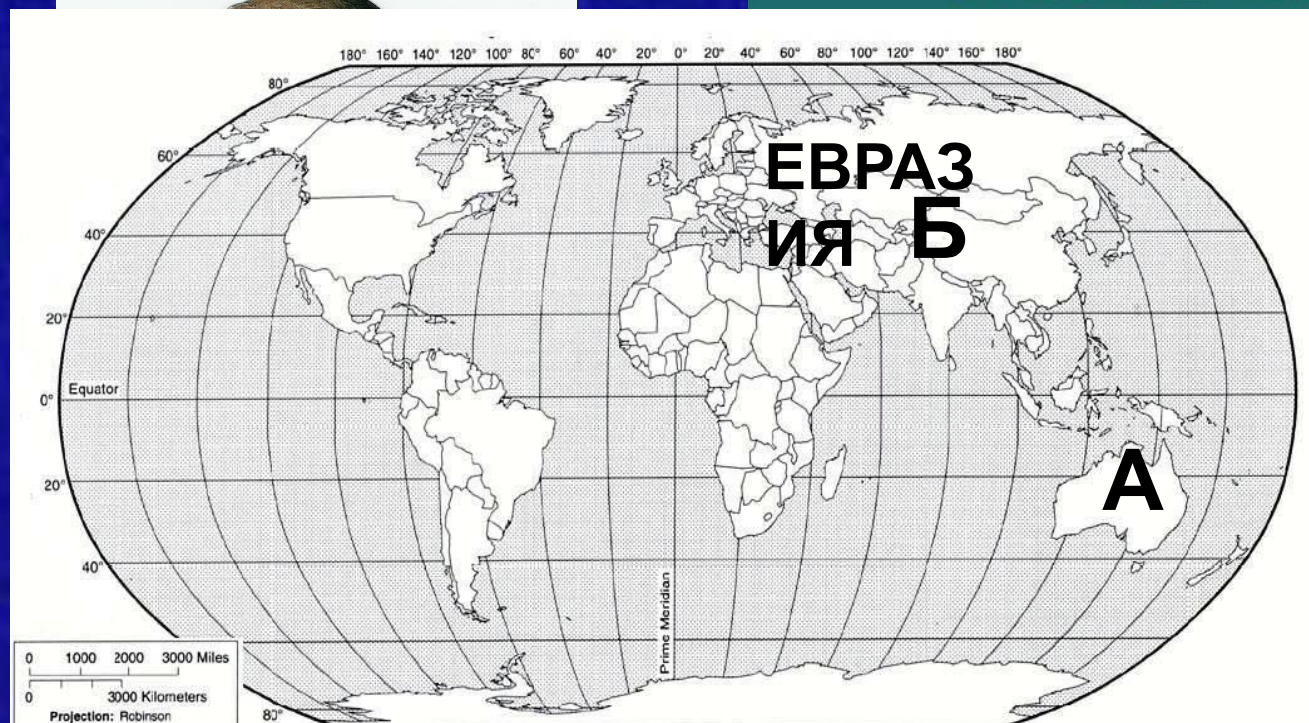 180° 160° 140° 120° 100° 80° 60° 40° 20° 0° 20° 40° 60° 80° 100° 120° 140° 160° 180°
80°
60°
ЕВРАЗ
ИЯ Б
40°
20°
Equator
0°
А
20°
40°
Prime Meridian
0 1000 2000 3000 Miles
0 3000 Kilometers
Projection: Robinson
80°